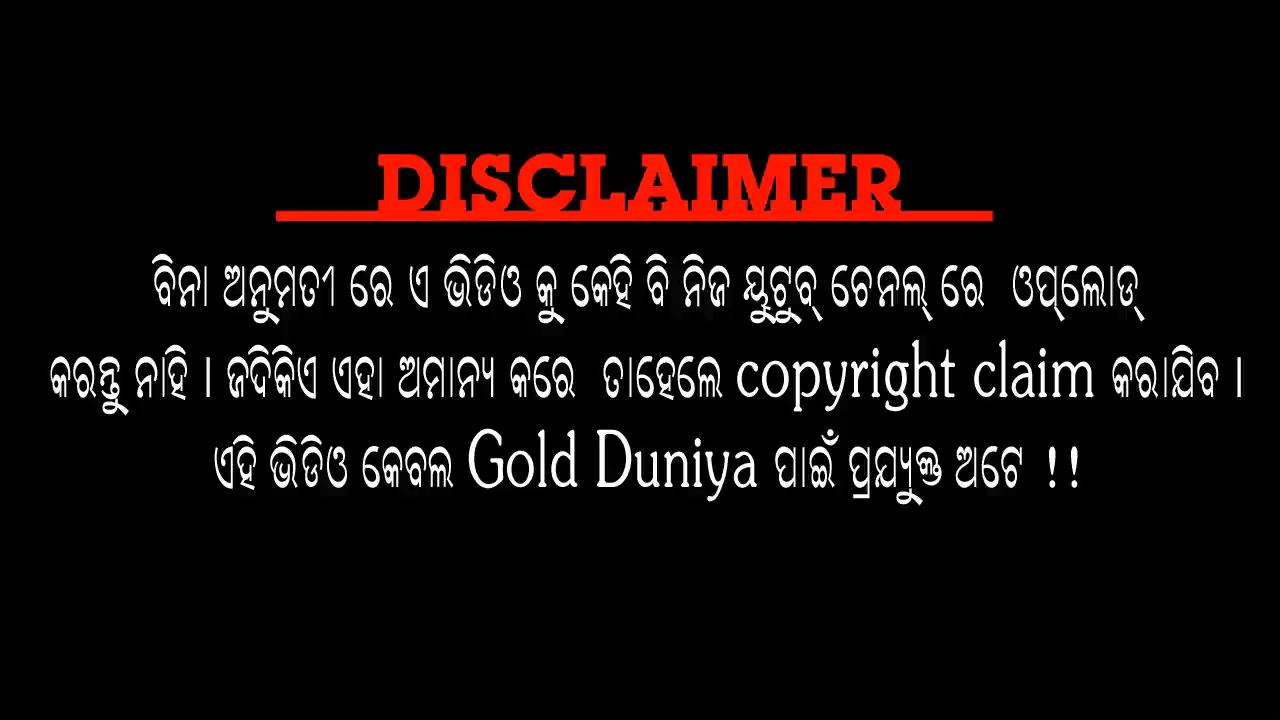 DISCLAIMER
ବିନା ଅନୁମତୀ ରେ ଏ ଭିଡିଓ କୁ କେହି ବି ନିଜ ୟୁଟୁବ୍ ଚେନଲ୍ ରେ ଓପ୍‌ଲୋଡ୍
କରନ୍ତୁ ନାହି । ଜଦିକିଏ ଏହା ଅମାନ୍ୟ କରେ ତାହେଲେ copyright claim କରାଯିବ ।
ଏହି ଭିଡିଓ କେବଲ Gold Duniya ପାଇଁ ପ୍ରଯ୍ୟୁକ୍ତ ଅଟେ !!